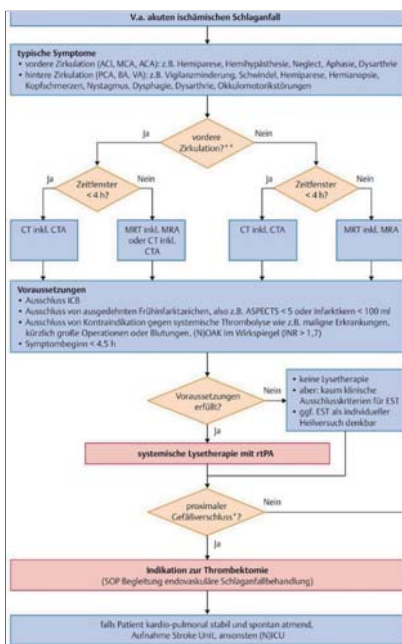 V.a. akuten ischämischen Schlaganfall
typische Symptome
• vordere Zirkulation (ACI, MCA, ACA): z.B. Hemiparese, Hemihypästhesie, Neglect, Aphasie, Dysarthrie
• hintere Zirkulation (PCA, BA, VA): z.B. Vigilanzminderung, Schwindel, Hemiparese, Hemianopsie,
Kopfschmerzen, Nystagmus, Dysphagie, Dysarthrie, Okkulomotorikstörungen
Ja
vordere
Zirkulation?**
Nein
Ja
Zeitfenster
< 4 h?
Nein
Ja
Zeitfenster
< 4 h?
Nein
CT inkl. CTA
MRT inkl. MRA
oder CT inkl.
CTA
CT inkl. CTA
MRT inkl. MRA
Voraussetzungen
• Ausschluss ICB
• Ausschluss von ausgedehnten Frühinfarktzeichen, also z.B. ASPECTS < 5 oder Infarktkern < 100 ml
• Ausschluss von Kontraindikation gegen systemische Thrombolyse wie z.B. maligne Erkrankungen,
kürzlich große Operationen oder Blutungen, (N)OAK im Wirkspiegel (INR > 1,7)
• Symptombeginn < 4,5 h
Voraussetzungen
erfüllt?
Nein
• keine Lysetherapie
• aber: kaum klinische
Ausschlusskriterien für EST
• ggf. EST als individueller
Heilversuch denkbar
Ja
systemische Lysetherapie mit rtPA
proximaler
Gefäßverschluss*?
Nein
Ja
Indikation zur Thrombektomie
(SOP Begleitung endovaskuläre Schlaganfallbehandlung)
falls Patient kardio-pulmonal stabil und spontan atmend,
Aufnahme Stroke Unit, ansonsten (N)ICU